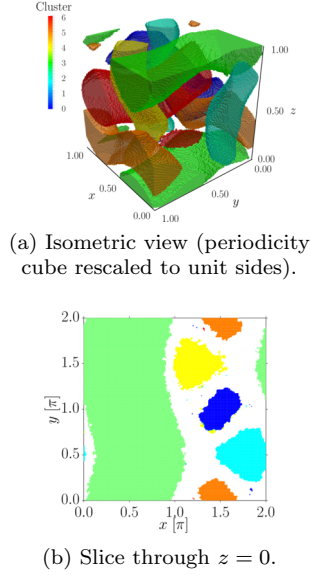 Cluster
6
5
4
3
2
1
0
1.00
0.50
z
0.00
0.00
1.00
x
0.50
0.00
0.50
y
1.00
(a) Isometric view (periodicity
cube rescaled to unit sides).
2.0
1.5
1.0
0.5
0.0
y [π]
0.0 0.5 1.0 1.5 2.0
x [π]
(b) Slice through z = 0.